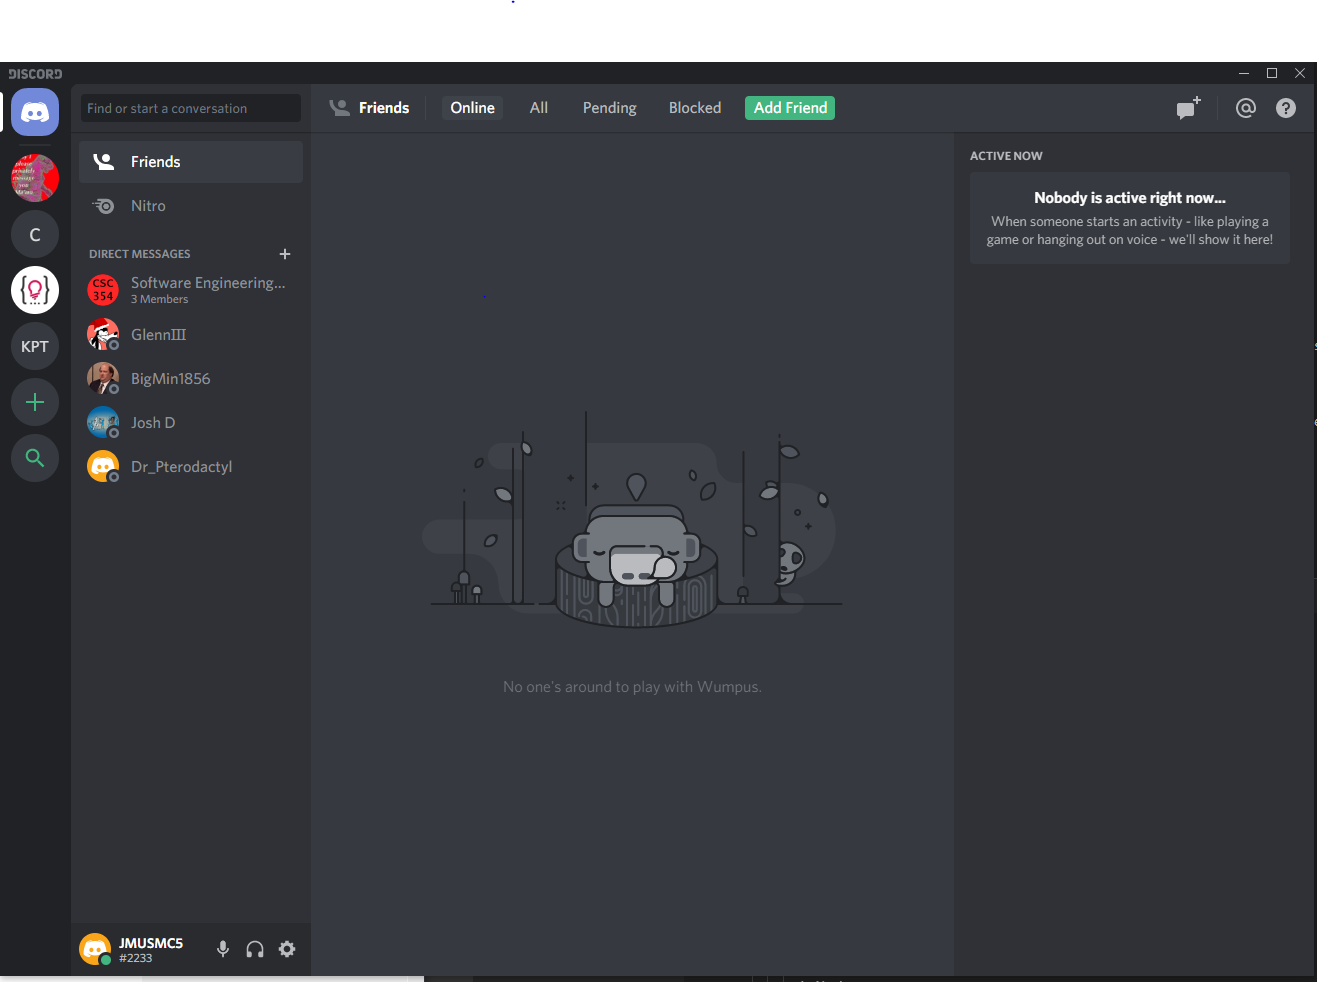 DISCORD
Find or start a conversation
Friends
Online
All
Pending
Blocked
Add Friend
Friends
Nitro
DIRECT MESSAGES
CSC
354
Software Engineering...
3 Members
GlennIII
BigMin1856
Josh D
Dr_Pterodactyl
C
KPT
ACTIVE NOW
Nobody is active right now...
When someone starts an activity - like playing a
game or hanging out on voice - we'll show it here!
No one's around to play with Wumpus.
JMUSMC5
#2233